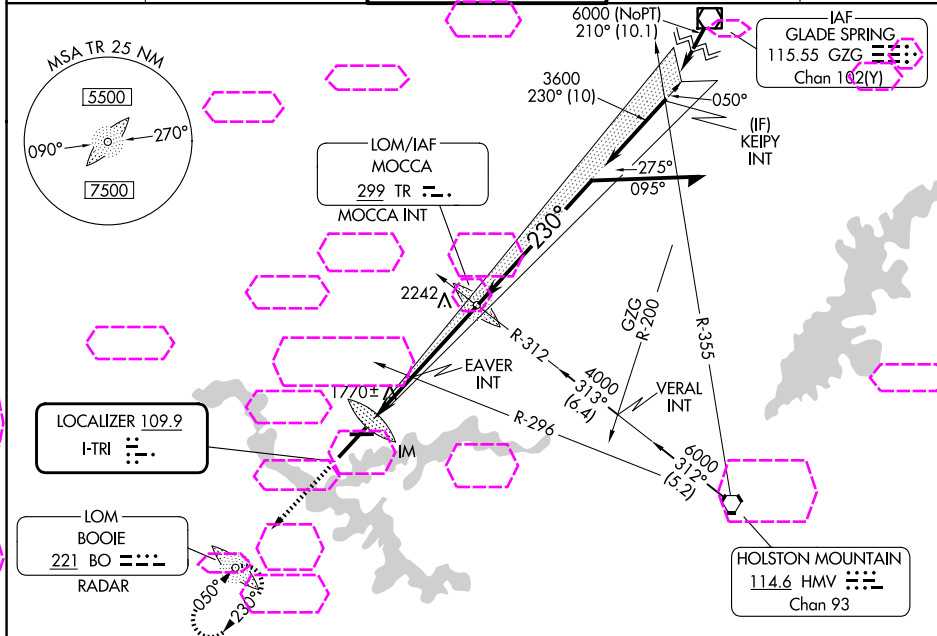 MSA TR 25 NM
5500
090°
270°
7500
6000 (NoPT)
210° (10.1)
IAF
GLADE SPRING
115.55 GZG
Chan 102(Y)
3600
230° (10)
050°
(IF)
KEIPY
INT
275°
095°
LOM/IAF
MOCCA
299 TR
MOCCA INT
230°
2242
R-312
GZG
R-200
R-355
EAVER
INT
4000
313°
(6.4)
VERAL
INT
1770±
R-296
LOCALIZER 109.9
I-TRI
IM
6000
312°
(5.2)
LOM
BOOIE
221 BO
RADAR
050°
230°
HOLSTON MOUNTAIN
114.6 HMV
Chan 93